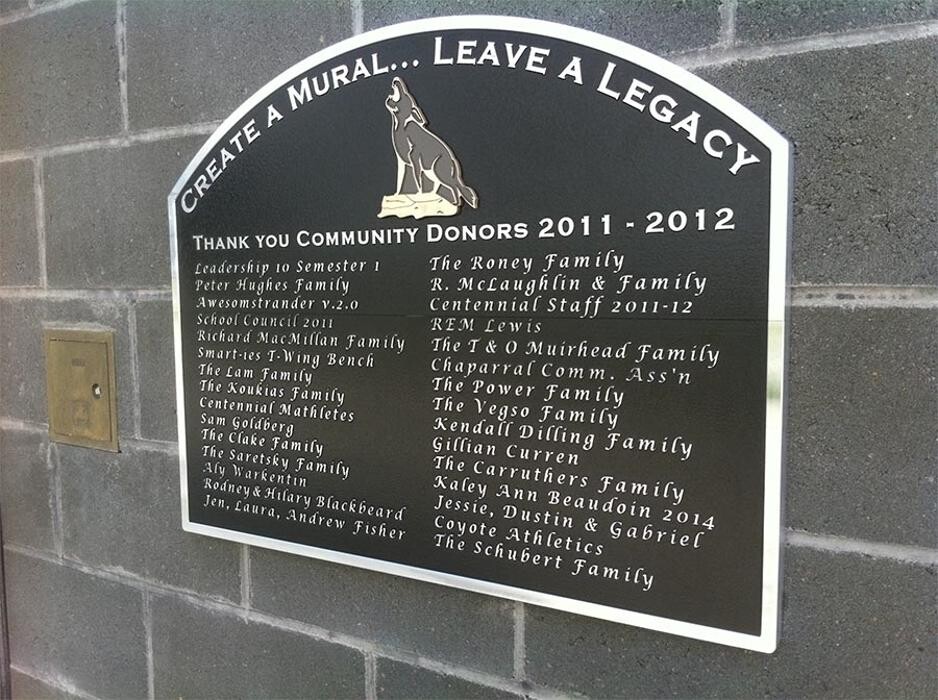 CREATE A MURAL... LEAVE A LEGACY
THANK YOU COMMUNITY DONORS 2011 - 2012
Leadership 10 Semester 1
Peter Hughes Family
Awesomstrander v.2.0
School Council 2011
Richard MacMillan Family
Smart-ies T-Wing Bench
The Lam Family
The Koukias Family
Centennial Mathletes
Sam Goldberg
The Clake Family
The Saretsky Family
Aly Warkentin
Rodney & Hilary Blackbeard
Jen, Laura, Andrew Fisher
The Roney Family
R. McLaughlin & Family
Centennial Staff 2011-12
REM Lewis
The T & O Muirhead Family
Chaparral Comm. Ass'n
The Power Family
The Vegso Family
Kendall Dilling Family
Gillian Curren
The Carruthers Family
Kaley Ann Beaudoin 2014
Jessie, Dustin & Gabriel
Coyote Athletics
The Schubert Family